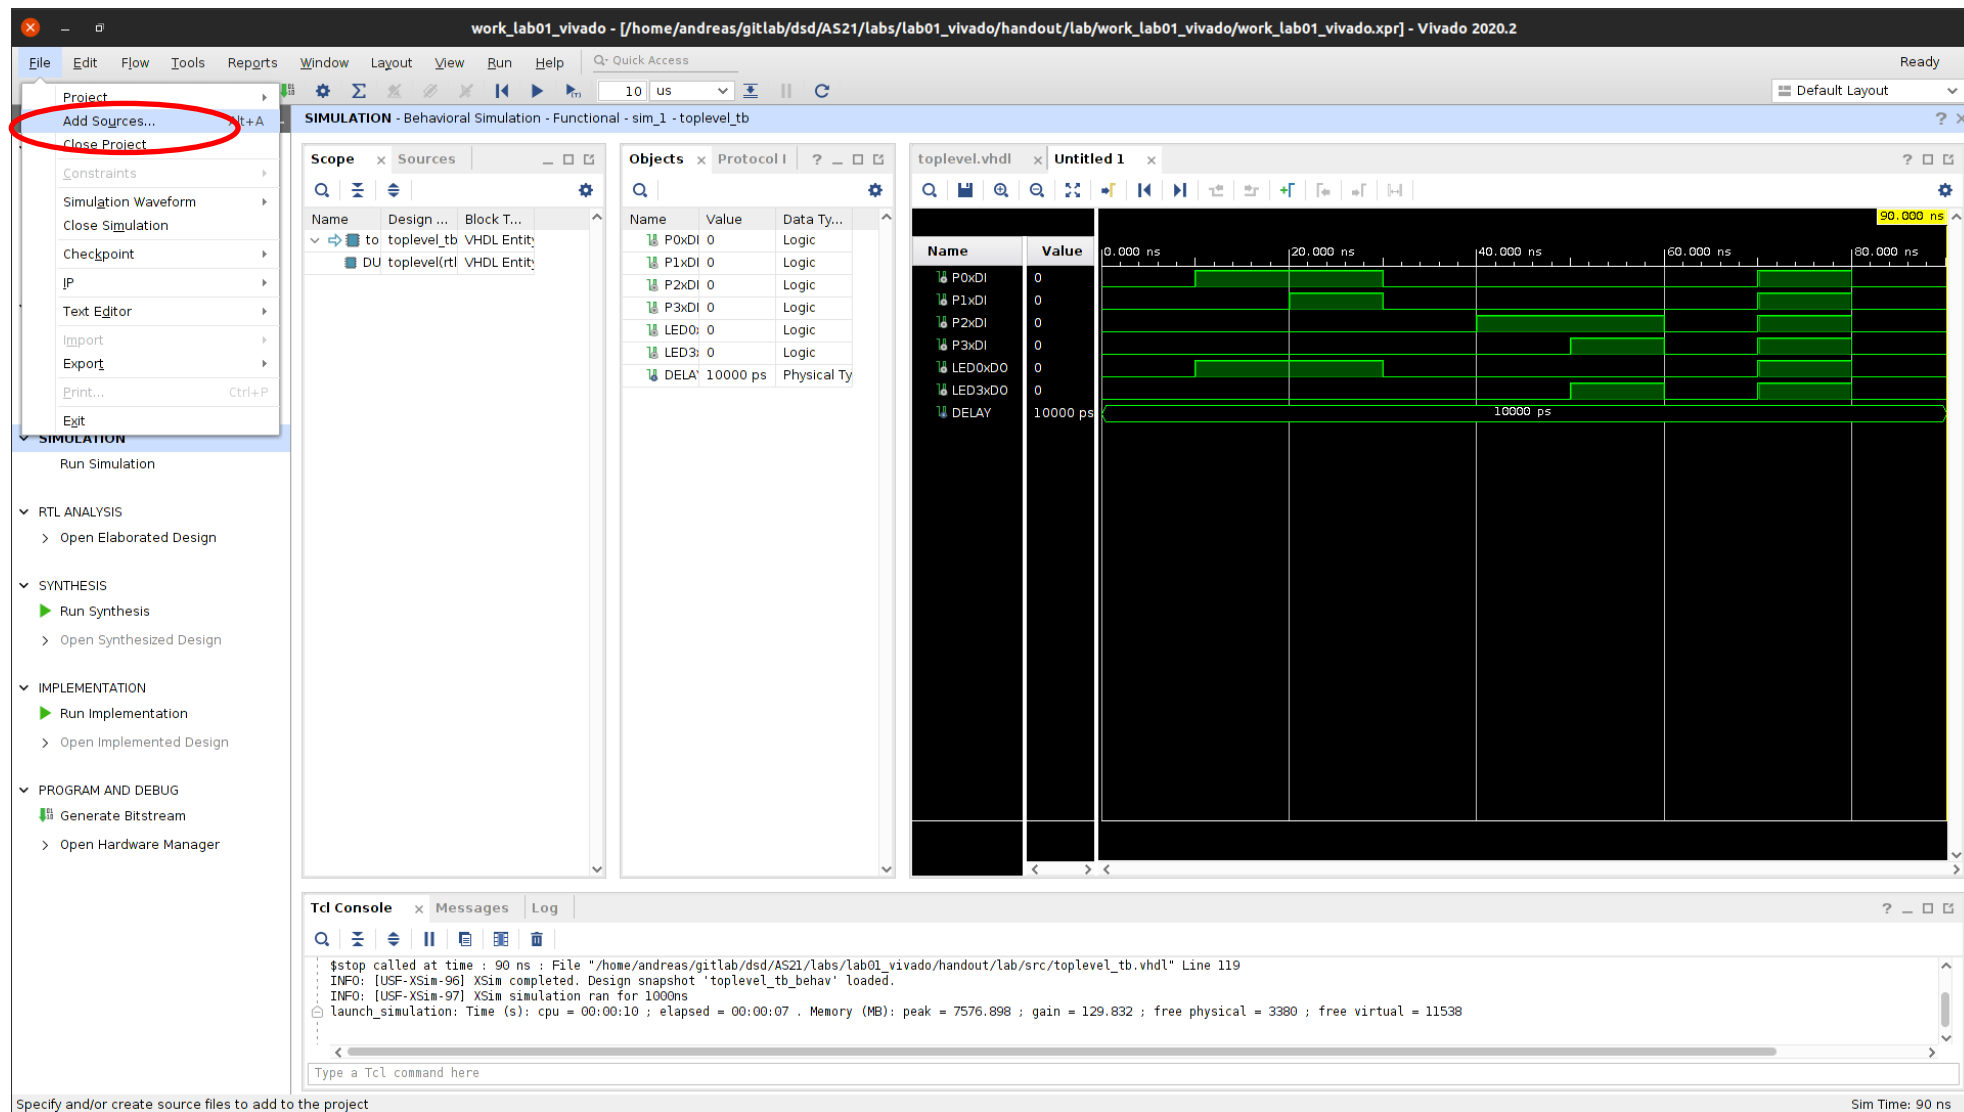 work_lab01_vivado - [/home/andreas/gitlab/dsd/AS21/labs/lab01_vivado/handout/lab/work_lab01_vivado/work_lab01_vivado.xpr] - Vivado 2020.2
File Edit Flow Tools Reports Window Layout View Run Help Quick Access Ready
10 us Default Layout
Project
Add Sources... Alt+A
Close Project
Constraints
Simulation Waveform
Close Simulation
Checkpoint
IP
Text Editor
Import
Export
Print... Ctrl+P
Exit
SIMULATION
Run Simulation
RTL ANALYSIS
Open Elaborated Design
SYNTHESIS
Run Synthesis
Open Synthesized Design
IMPLEMENTATION
Run Implementation
Open Implemented Design
PROGRAM AND DEBUG
Generate Bitstream
Open Hardware Manager
SIMULATION - Behavioral Simulation - Functional - sim_1 - toplevel_tb
Scope Sources
Name Design ... Block T...
to toplevel_tb VHDL Entity
DU toplevel(rtl VHDL Entity
Objects Protocol I
Name Value Data Ty...
P0xDI 0 Logic
P1xDI 0 Logic
P2xDI 0 Logic
P3xDI 0 Logic
LED0x 0 Logic
LED3x 0 Logic
DELAY 10000 ps Physical Ty
toplevel.vhdl Untitled 1
90.000 ns
Name Value 0.000 ns 20.000 ns 40.000 ns 60.000 ns 80.000 ns
P0xDI 0
P1xDI 0
P2xDI 0
P3xDI 0
LED0xDO 0
LED3xDO 0
DELAY 10000 ps 10000 ps
Tcl Console Messages Log
$stop called at time : 90 ns : File "/home/andreas/gitlab/dsd/AS21/labs/lab01_vivado/handout/lab/src/toplevel_tb.vhdl" Line 119
INFO: [USF-XSim-96] XSim completed. Design snapshot 'toplevel_tb_behav' loaded.
INFO: [USF-XSim-97] XSim simulation ran for 1000ns
launch_simulation: Time (s): cpu = 00:00:10 ; elapsed = 00:00:07 . Memory (MB): peak = 7576.898 ; gain = 129.832 ; free physical = 3380 ; free virtual = 11538
Type a Tcl command here
Specify and/or create source files to add to the project Sim Time: 90 ns